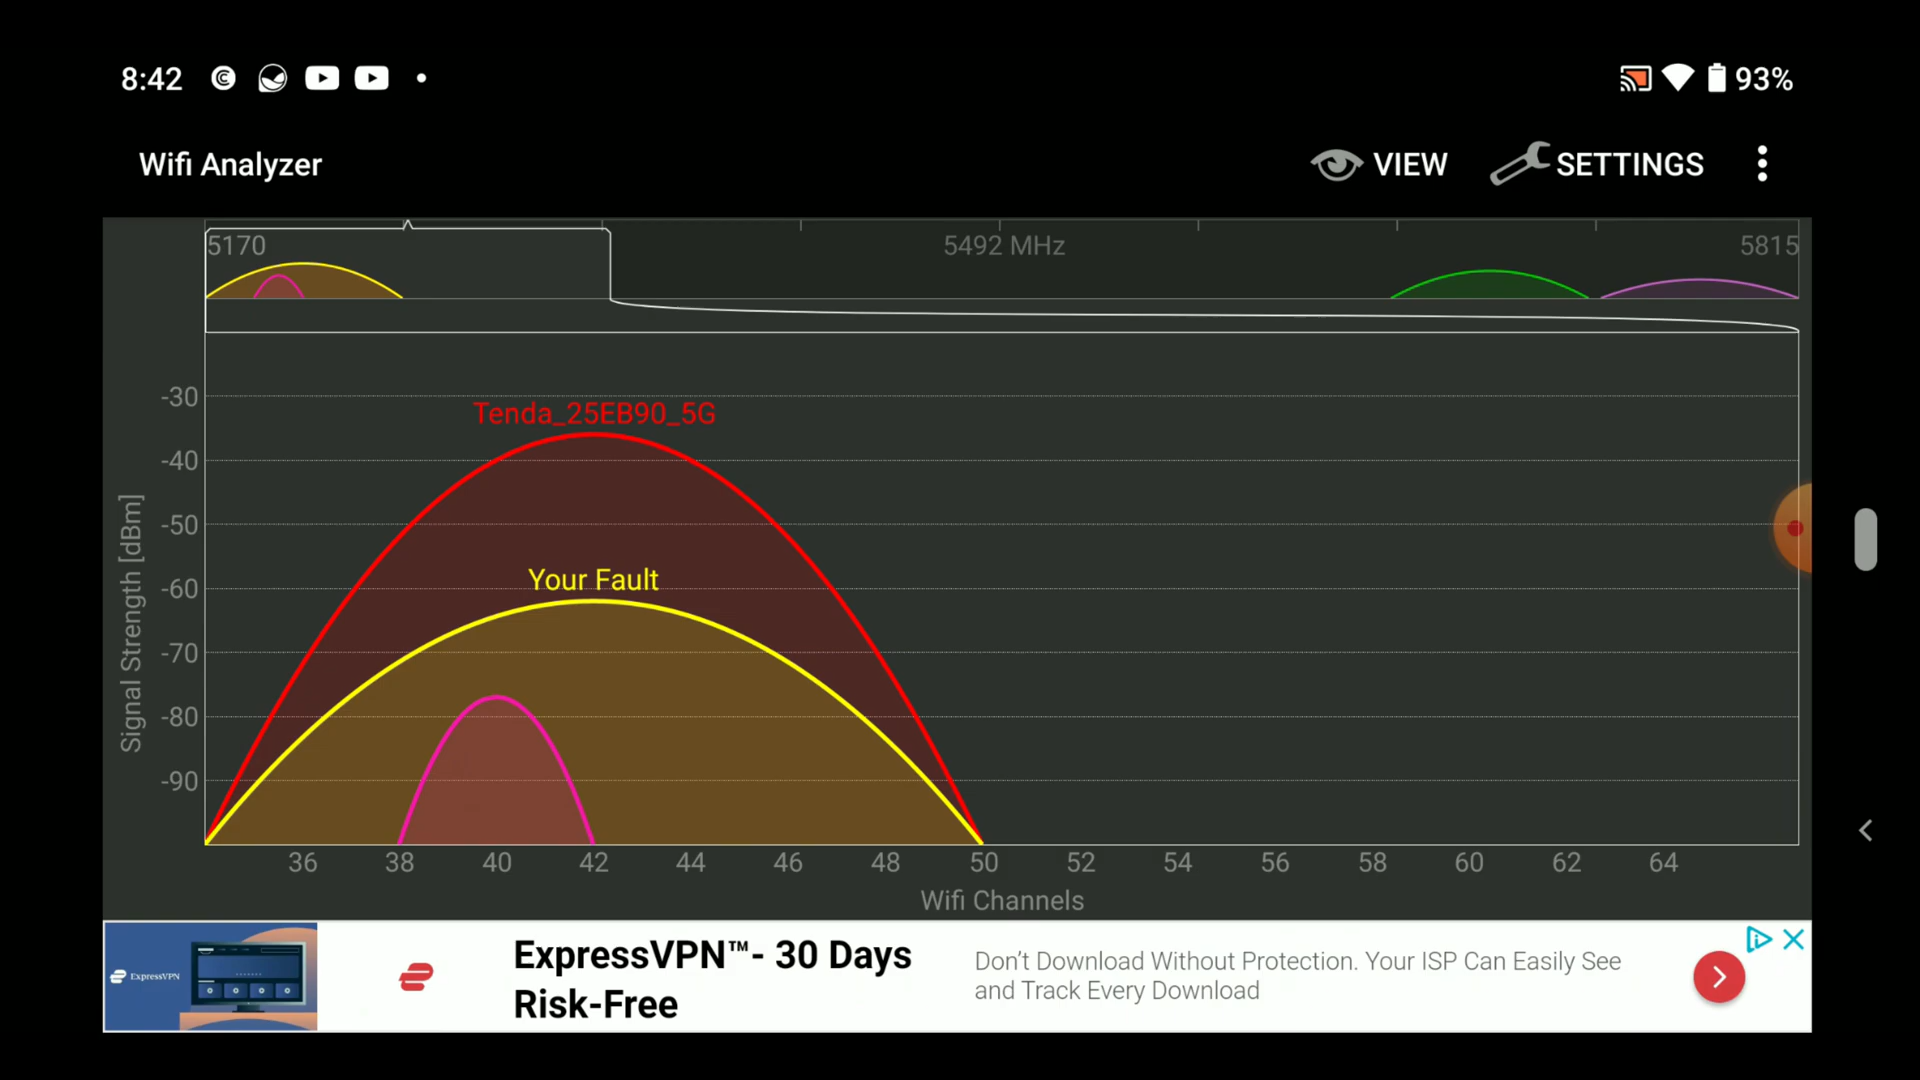 8:42
93%
Wifi Analyzer
VIEW
SETTINGS
5170
5492 MHz
5815
-30
-40
-50
-60
-70
-80
-90
Signal Strength [dBm]
Tenda_25EB90_5G
Your Fault
36 38 40 42 44 46 48 50 52 54 56 58 60 62 64
Wifi Channels
ExpressVPN
ExpressVPN™- 30 Days
Risk-Free
Don't Download Without Protection. Your ISP Can Easily See
and Track Every Download